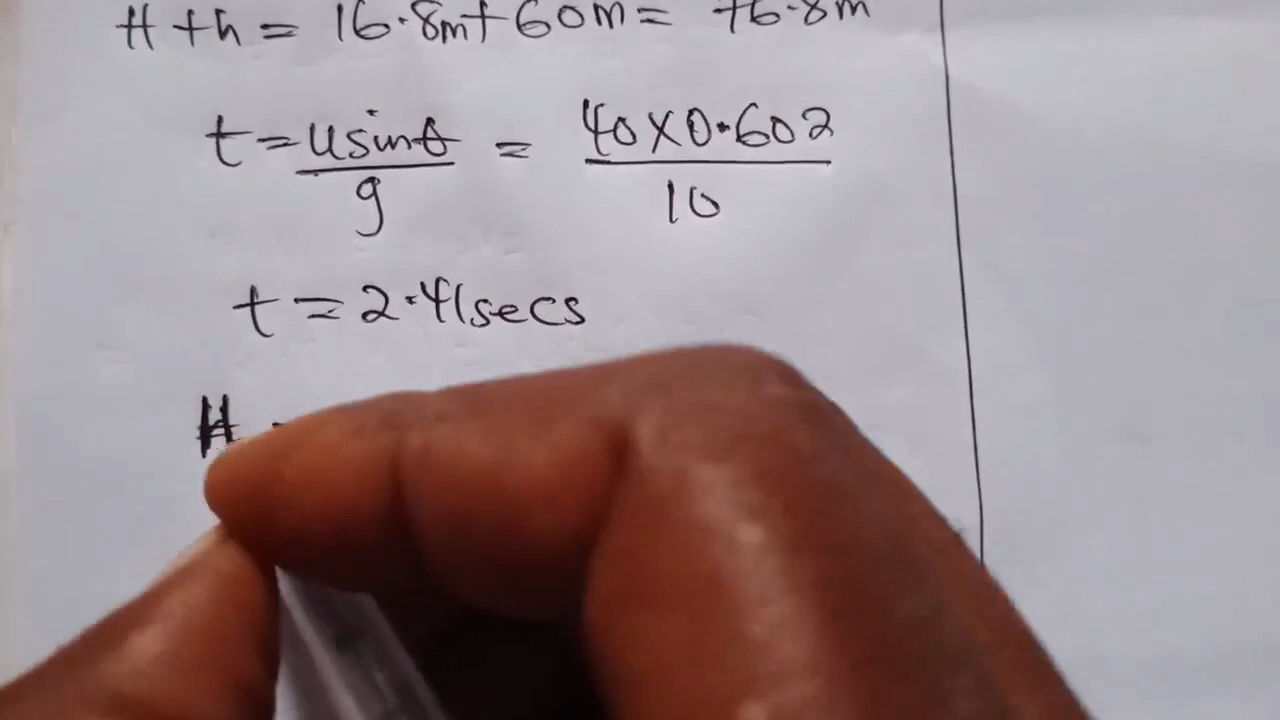 H + h = 16.8m + 60m = 76.8m
t = usinθ/g = 40 × 0.602/10
t = 2.41secs
H